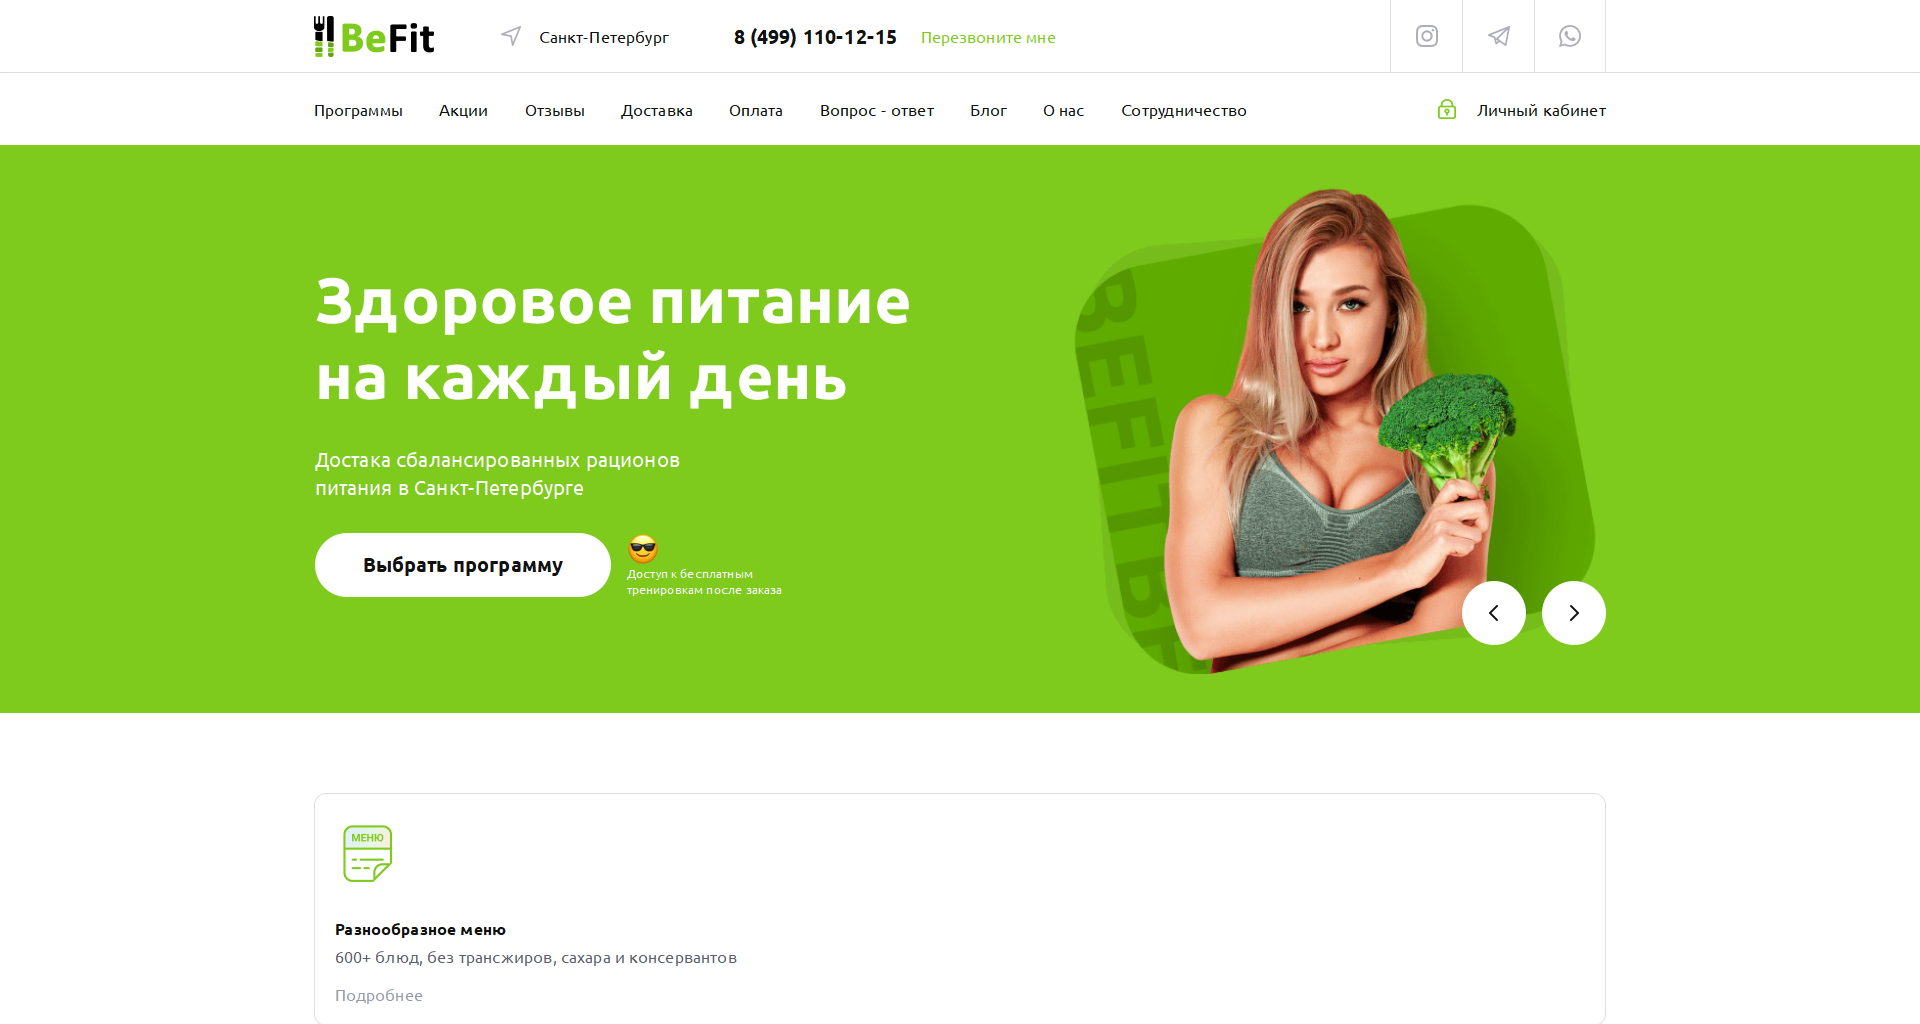 BeFit
Санкт-Петербург
8 (499) 110-12-15
Перезвоните мне
Программы
Акции
Отзывы
Доставка
Оплата
Вопрос - ответ
Блог
О нас
Сотрудничество
Личный кабинет
Здоровое питание
на каждый день
Достака сбалансированных рационов
питания в Санкт-Петербурге
Выбрать программу
Доступ к бесплатным
тренировкам после заказа
BEFITBE
МЕНЮ
Разнообразное меню
600+ блюд, без трансжиров, сахара и консервантов
Подробнее